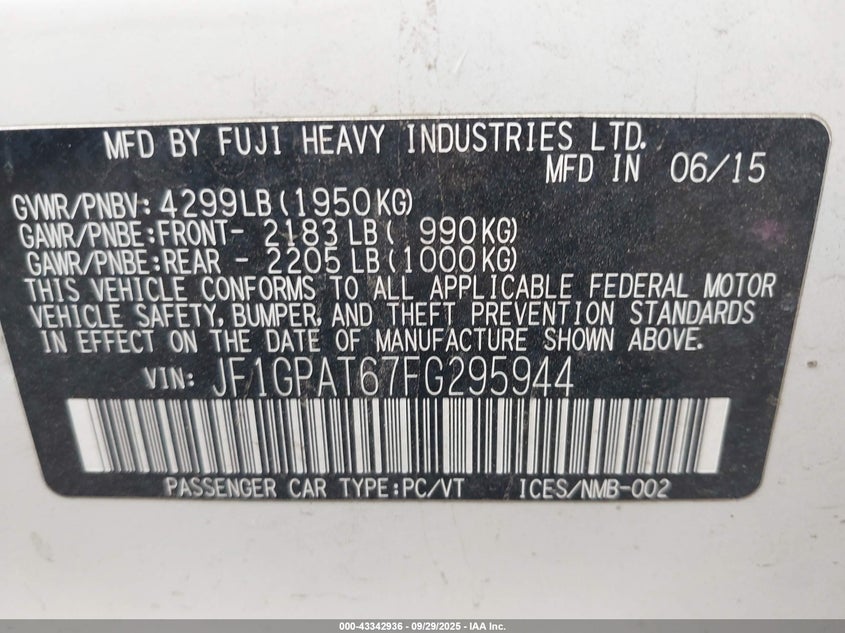 MFD BY FUJI HEAVY INDUSTRIES LTD.
MFD IN 06/15
GVWR/PNBV: 4299LB(1950KG)
GAWR/PNBE:FRONT- 2183 LB( 990KG)
GAWR/PNBE:REAR - 2205 LB(1000KG)
THIS VEHICLE CONFORMS TO ALL APPLICABLE FEDERAL MOTOR
VEHICLE SAFETY, BUMPER, AND THEFT PREVENTION STANDARDS
IN EFFECT ON THE DATE OF MANUFACTURE SHOWN ABOVE.
VIN: JF1GPAT67FG295944
PASSENGER CAR TYPE:PC/VT ICES/NMB-002
000-43342936 - 09/29/2025 - IAA Inc.